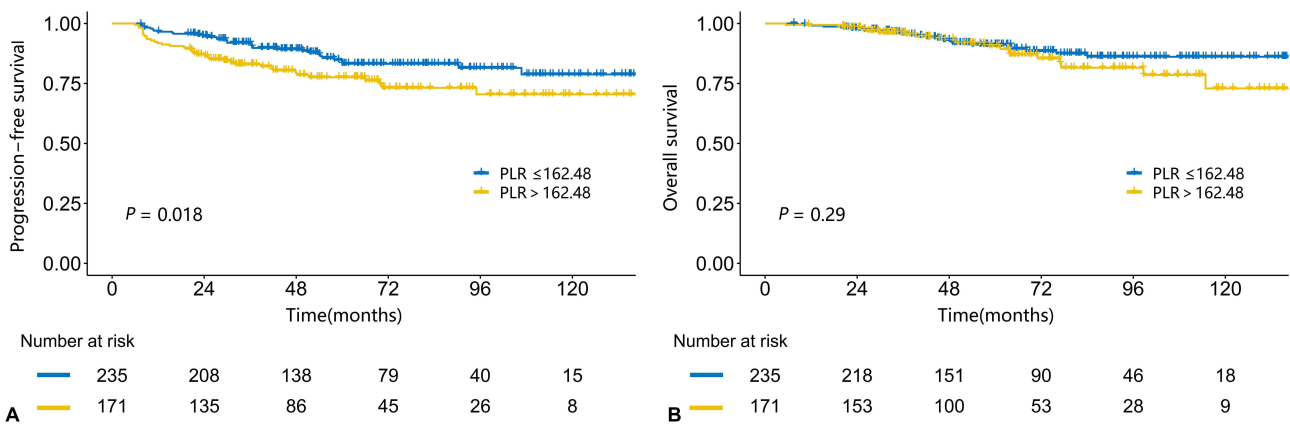 1.00
0.75
0.50
0.25
0.00
Progression-free survival
PLR ≤162.48
PLR > 162.48
P = 0.018
0 24 48 72 96 120
Time(months)
Number at risk
235 208 138 79 40 15
171 135 86 45 26 8
A
1.00
0.75
0.50
0.25
0.00
Overall survival
PLR ≤162.48
PLR > 162.48
P = 0.29
0 24 48 72 96 120
Time(months)
Number at risk
235 218 151 90 46 18
171 153 100 53 28 9
B